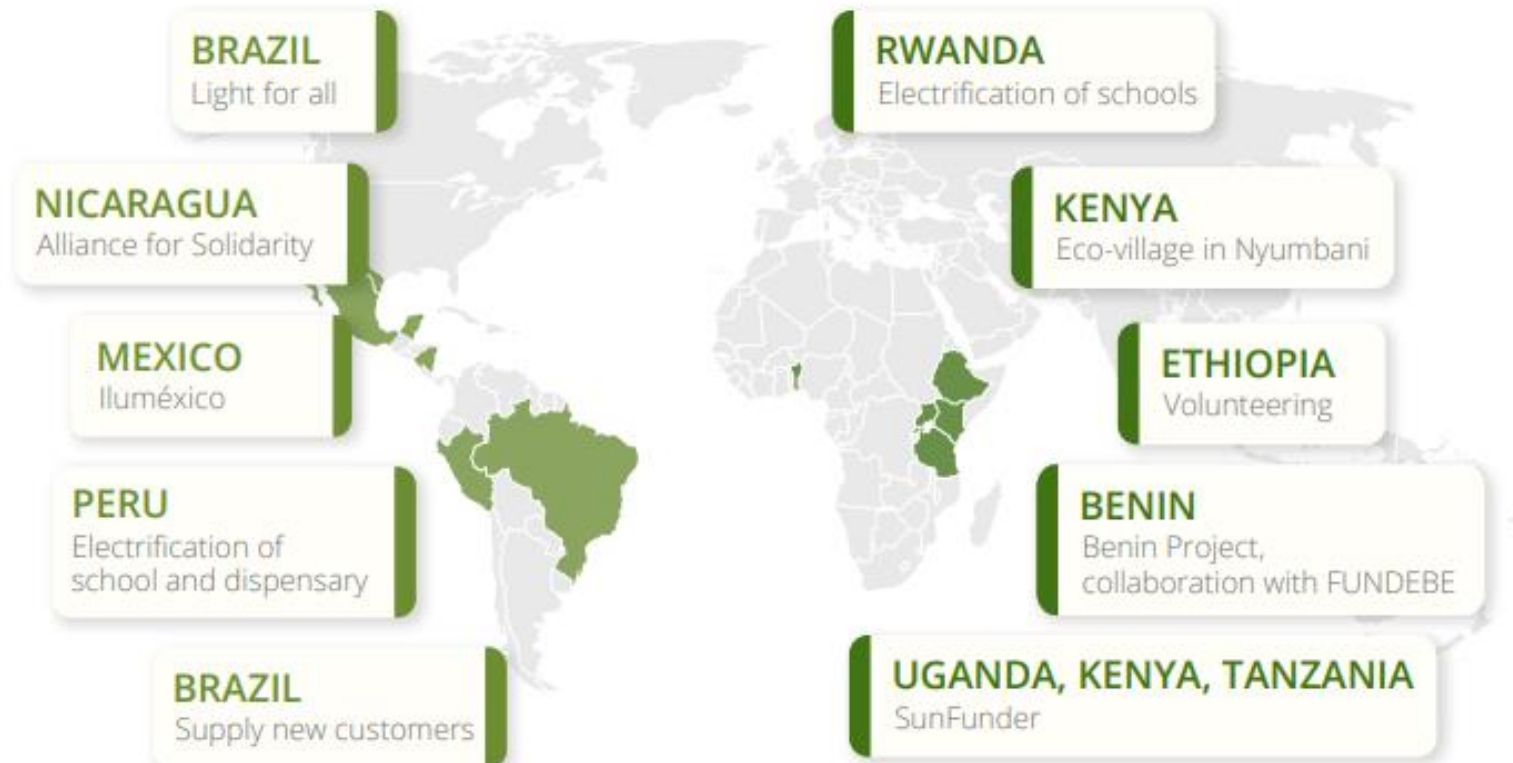 BRAZIL
Light for all
NICARAGUA
Alliance for Solidarity
MEXICO
Iluméxico
PERU
Electrification of
school and dispensary
BRAZIL
Supply new customers
RWANDA
Electrification of schools
KENYA
Eco-village in Nyumbani
ETHIOPIA
Volunteering
BENIN
Benin Project,
collaboration with FUNDEBE
UGANDA, KENYA, TANZANIA
SunFunder